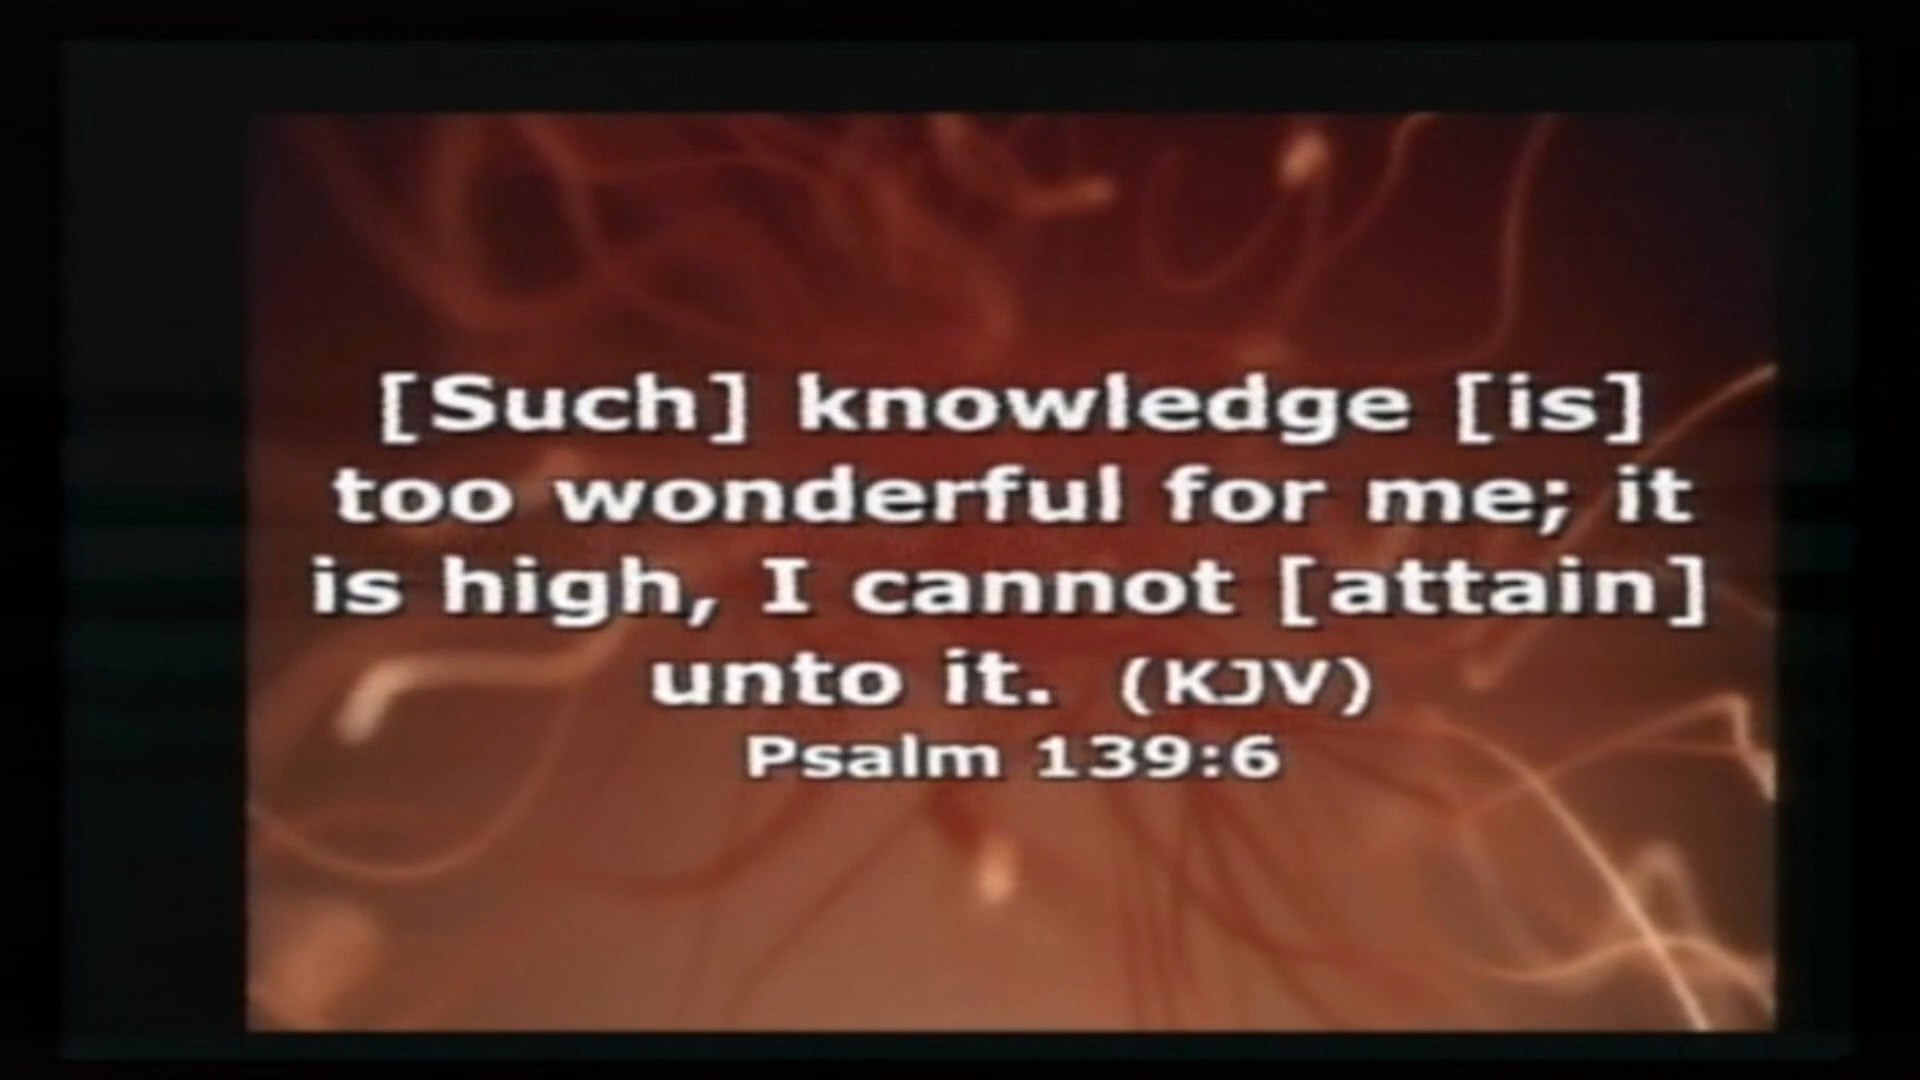 [Such] knowledge [is]
too wonderful for me; it
is high, I cannot [attain]
unto it. (KJV)
Psalm 139:6